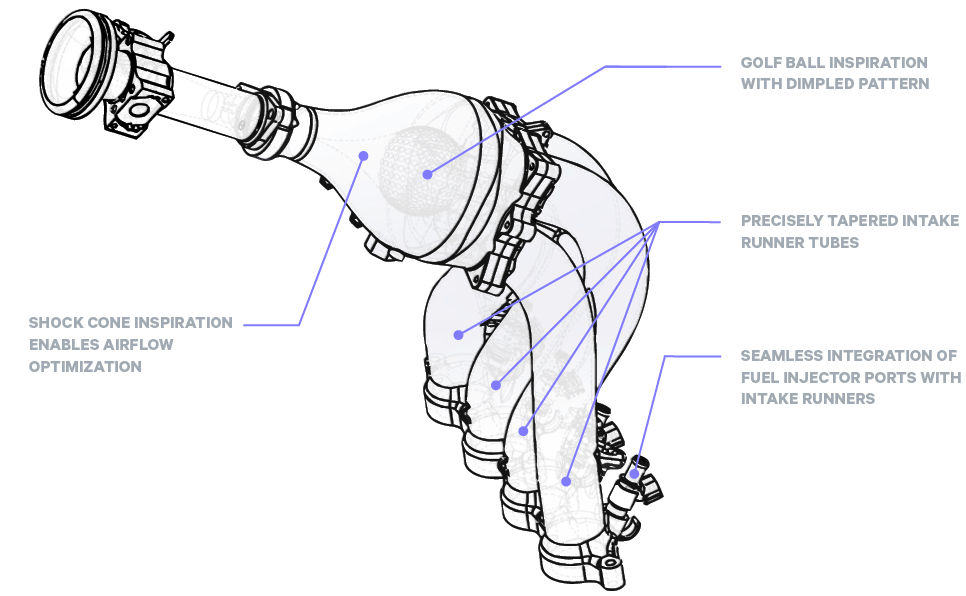 GOLF BALL INSPIRATION
WITH DIMPLED PATTERN
PRECISELY TAPERED INTAKE
RUNNER TUBES
SHOCK CONE INSPIRATION
ENABLES AIRFLOW
OPTIMIZATION
SEAMLESS INTEGRATION OF
FUEL INJECTOR PORTS WITH
INTAKE RUNNERS